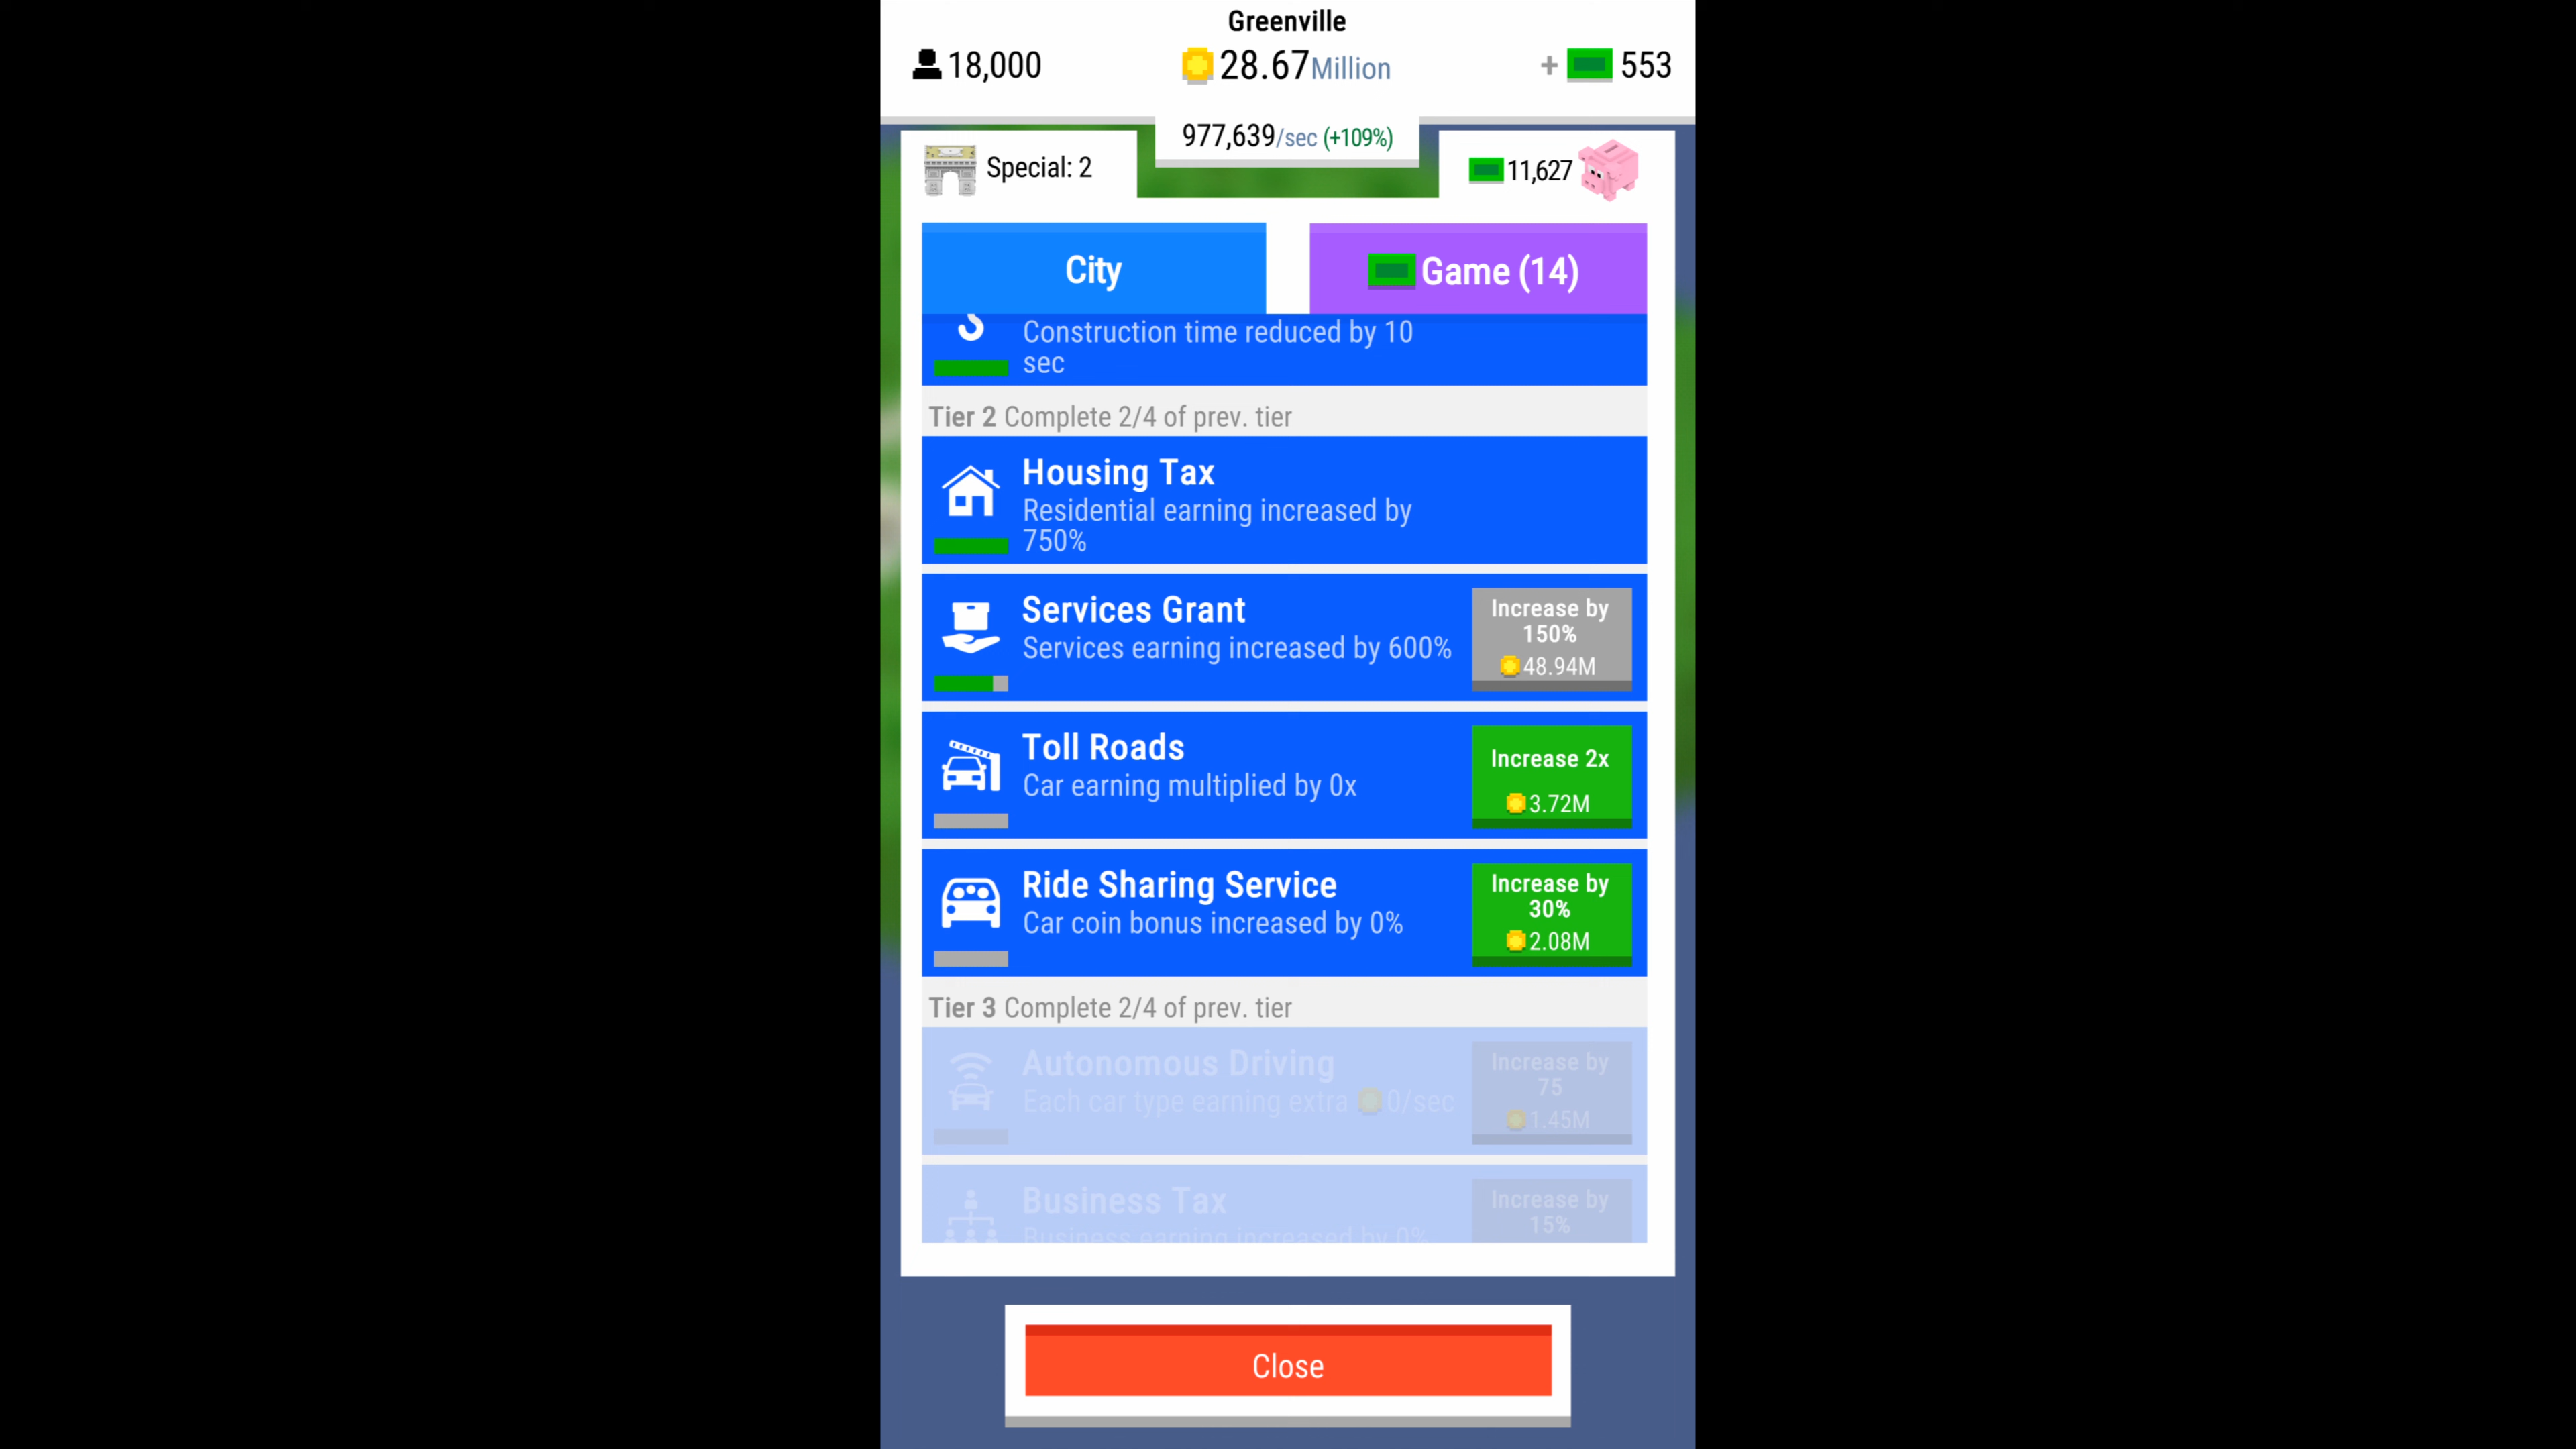 Greenville
18,000
28.67Million
+ 553
977,639/sec (+109%)
Special: 2
11,627
City
Game (14)
Construction time reduced by 10
sec
Tier 2 Complete 2/4 of prev. tier
Housing Tax
Residential earning increased by
750%
Services Grant
Services earning increased by 600%
Increase by
150%
48.94M
Toll Roads
Car earning multiplied by 0x
Increase 2x
3.72M
Ride Sharing Service
Car coin bonus increased by 0%
Increase by
30%
2.08M
Tier 3 Complete 2/4 of prev. tier
Autonomous Driving
Each car type earning extra 0/sec
Increase by
75
1.45M
Business Tax
Business earning increased by 0%
Increase by
15%
Close